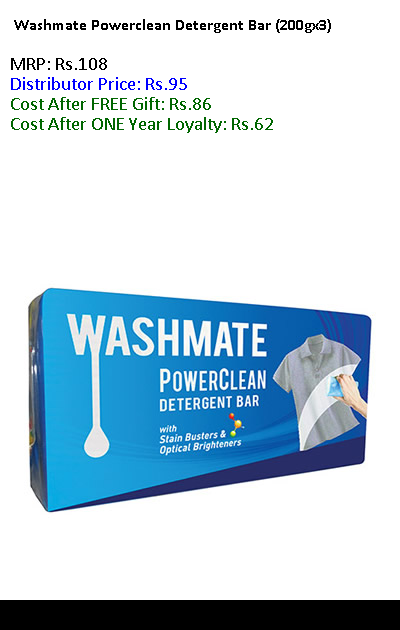 Washmate Powerclean Detergent Bar (200gx3)
MRP: Rs.108
Distributor Price: Rs.95
Cost After FREE Gift: Rs.86
Cost After ONE Year Loyalty: Rs.62
WASHMATE
POWERCLEAN
DETERGENT BAR
with
Stain Busters &
Optical Brighteners